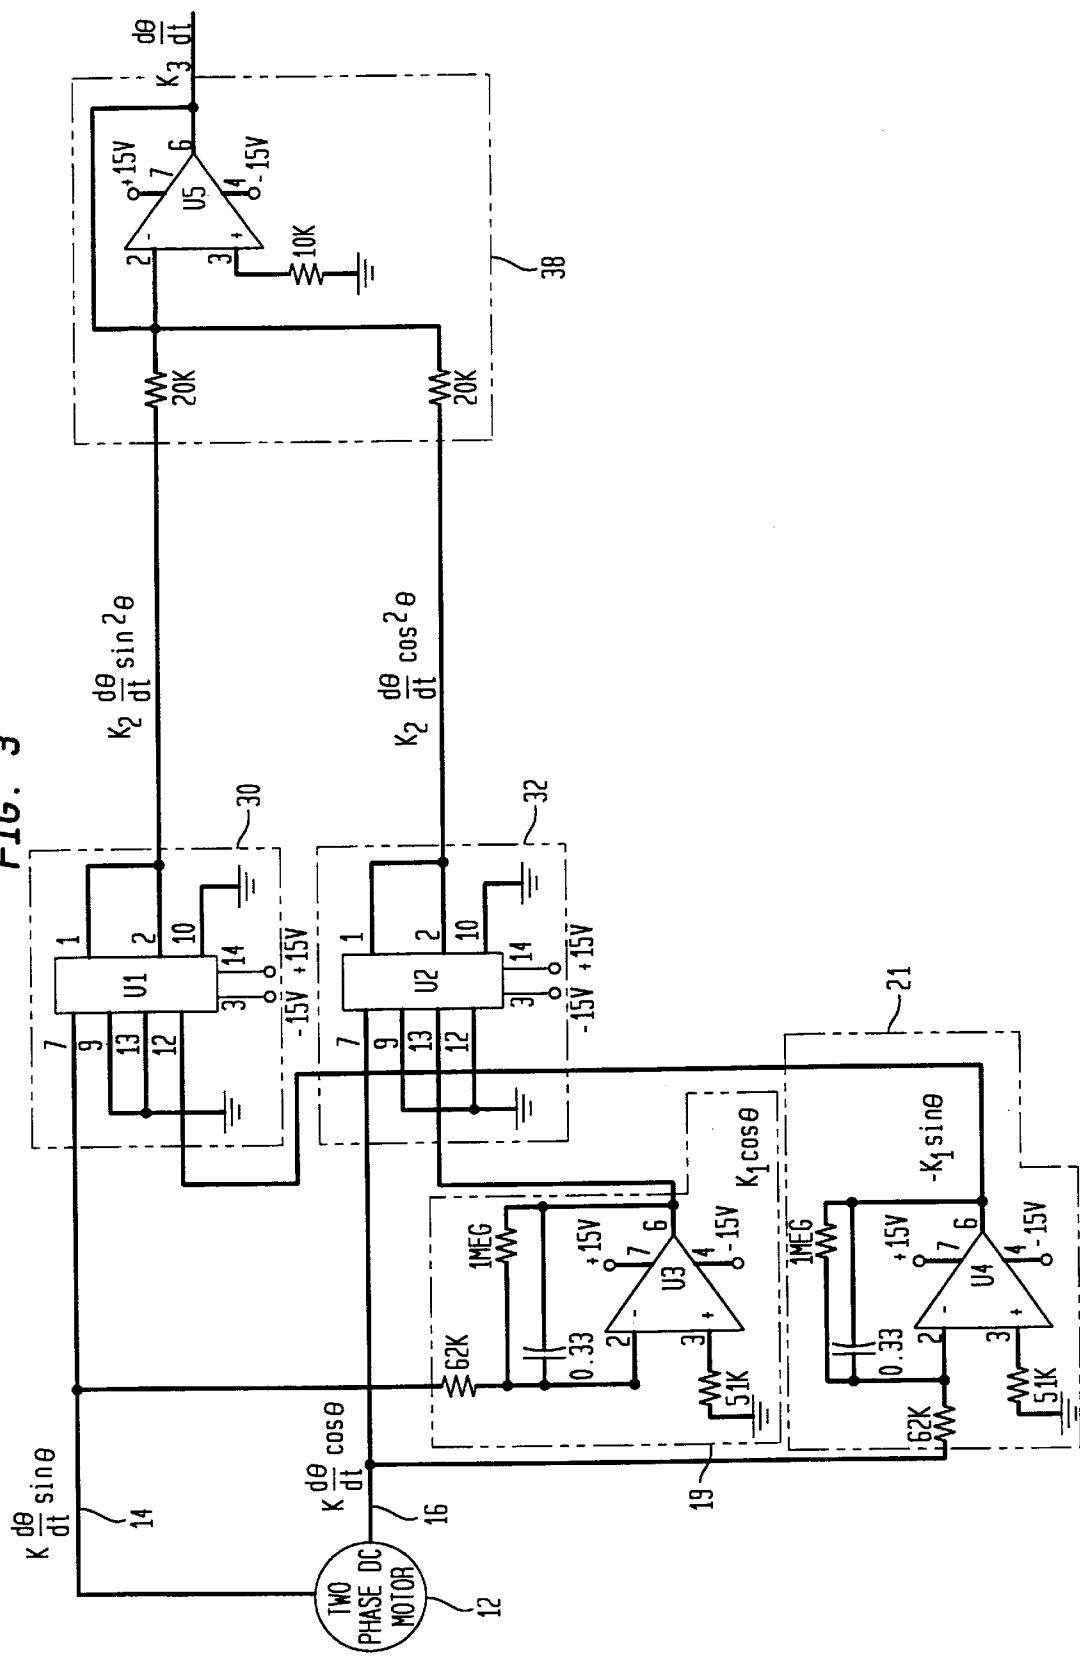 FIG. 3
K dθ/dt sinθ
14
TWO
PHASE DC
MOTOR
12
K dθ/dt cosθ
16
7
9
13
12
U1
1
2
10
14
3
+15V
-15V
30
K2 dθ/dt sin²θ
7
9
13
12
U2
1
2
10
14
3
+15V
-15V
32
K2 dθ/dt cos²θ
62K
1MEG
0.33
2
3
U3
+15V
7
6
4
-15V
-
+
51K
K1cosθ
19
62K
1MEG
0.33
2
3
U4
+15V
7
6
4
-15V
-
+
51K
-K1sinθ
21
20K
20K
2
3
U5
+15V
7
6
4
-15V
-
+
10K
38
K3 dθ/dt